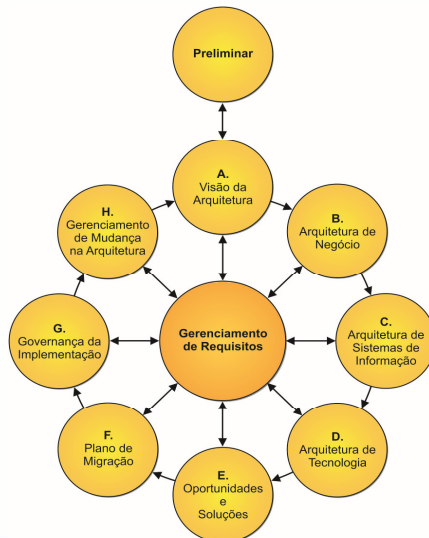 Preliminar
A.
Visão da
Arquitetura
B.
Arquitetura de
Negócio
C.
Arquitetura de
Sistemas de
Informação
D.
Arquitetura de
Tecnologia
E.
Oportunidades
e
Soluções
F.
Plano de
Migração
G.
Governança da
Implementação
H.
Gerenciamento
de Mudança
na Arquitetura
Gerenciamento
de Requisitos